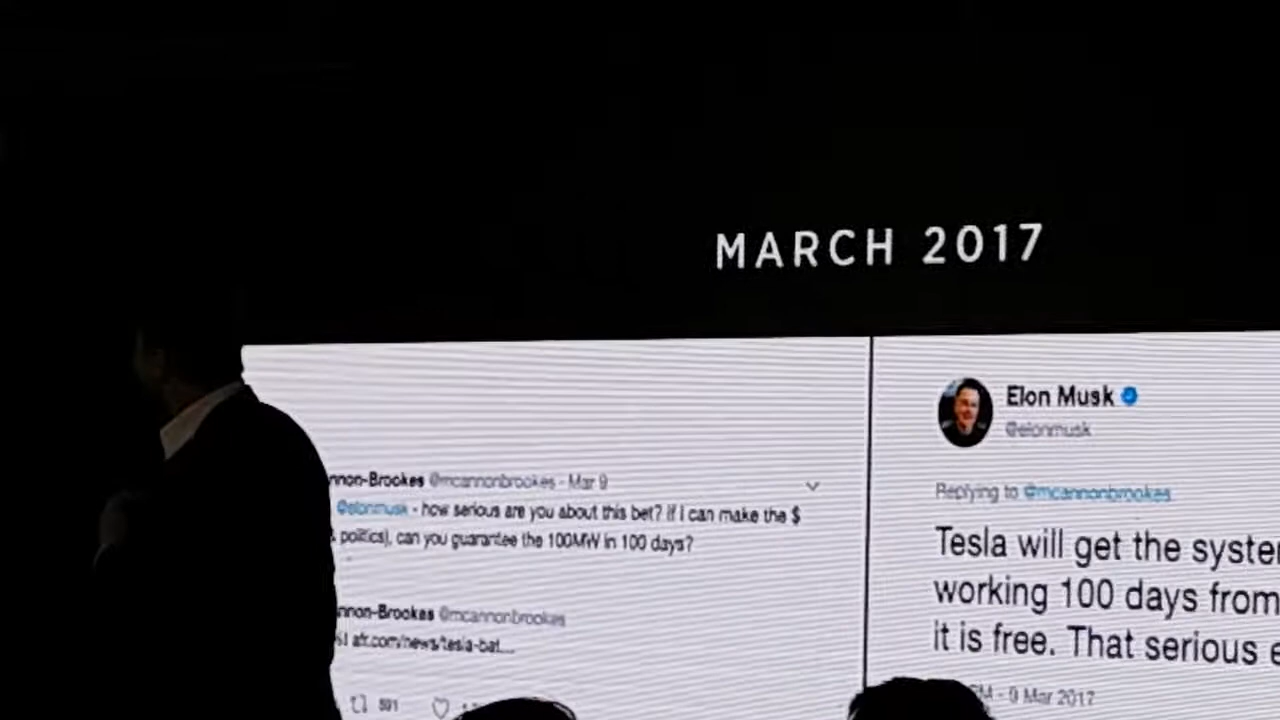 MARCH 2017
nnon-Brookes @mcannonbrookes · Mar 9
@elonmusk - how serious are you about this bet? If I can make the $
& politics), can you guarantee the 100MW in 100 days?
nnon-Brookes @mcannonbrookes
afr.com/news/tesla-bat...
591
Elon Musk
@elonmusk
Replying to @mcannonbrookes
Tesla will get the system
working 100 days from
it is free. That serious e
M - 9 Mar 2017